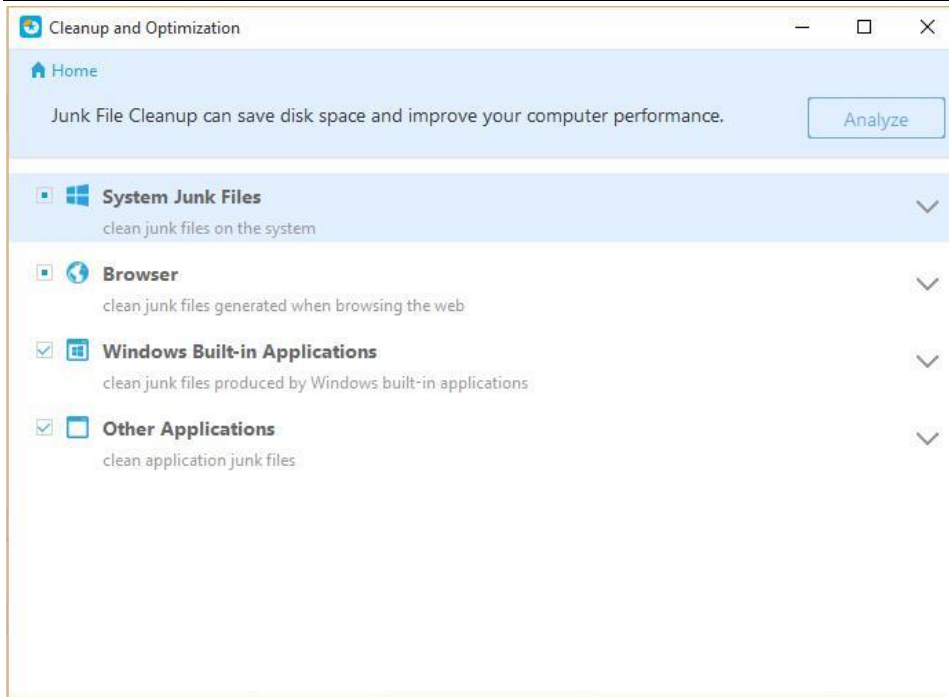 Cleanup and Optimization
Home
Junk File Cleanup can save disk space and improve your computer performance.
Analyze
System Junk Files
clean junk files on the system
Browser
clean junk files generated when browsing the web
Windows Built-in Applications
clean junk files produced by Windows built-in applications
Other Applications
clean application junk files